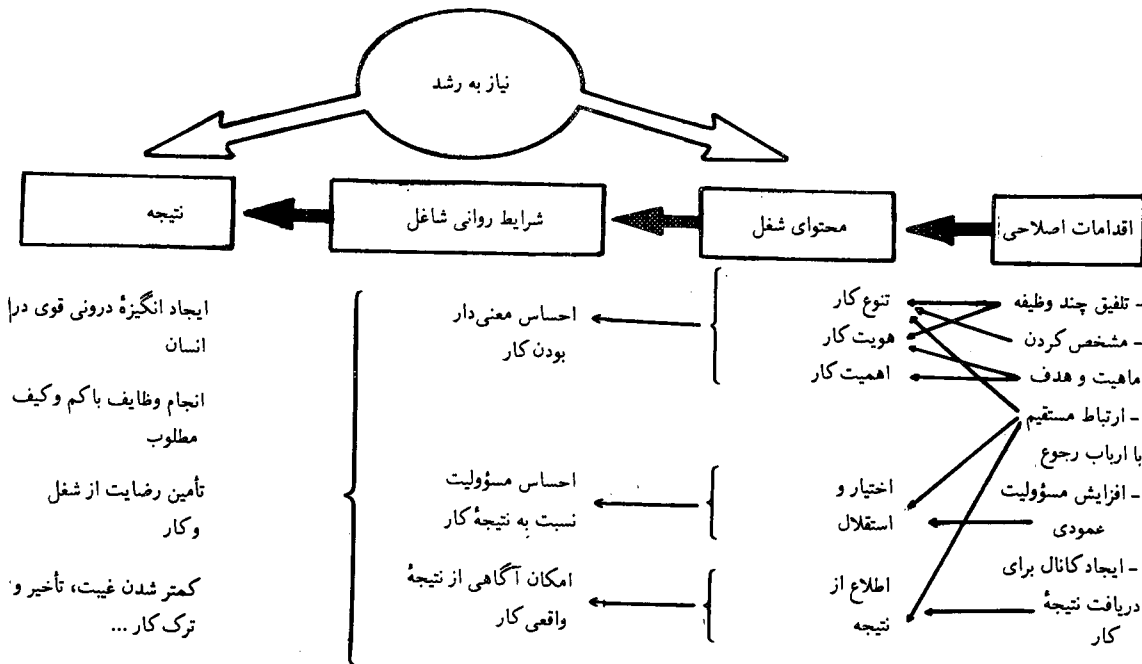 نیاز به رشد
اقدامات اصلاحی
محتوای شغل
شرایط روانی شاغل
نتیجه
- تلفیق چند وظیفه
- مشخص کردن
ماهیت و هدف
- ارتباط مستقیم
با ارباب رجوع
- افزایش مسؤولیت
عمودی
- ایجاد کانال برای
دریافت نتیجهٔ
کار
تنوع کار
هویت کار
اهمیت کار
اختیار و
استقلال
اطلاع از
نتیجه
احساس معنی‌دار
بودن کار
احساس مسؤولیت
نسبت به نتیجهٔ کار
امکان آگاهی از نتیجهٔ
واقعی کار
ایجاد انگیزهٔ درونی قوی در
انسان
انجام وظایف با کم و کیف
مطلوب
تأمین رضایت از شغل
و کار
کمتر شدن غیبت، تأخیر و
ترک کار ...